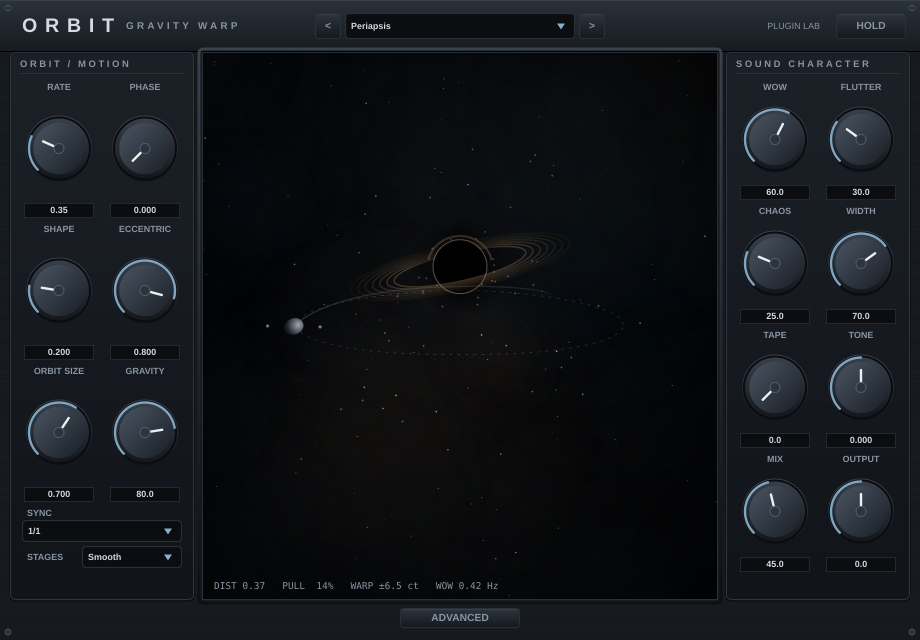 ORBIT GRAVITY WARP < Periapsis > PLUGIN LAB HOLD
ORBIT / MOTION
RATE PHASE
0.35 0.000
SHAPE ECCENTRIC
0.200 0.800
ORBIT SIZE GRAVITY
0.700 80.0
SYNC
1/1
STAGES Smooth
DIST 0.37 PULL 14% WARP ±6.5 ct WOW 0.42 Hz
SOUND CHARACTER
WOW FLUTTER
60.0 30.0
CHAOS WIDTH
25.0 70.0
TAPE TONE
0.0 0.000
MIX OUTPUT
45.0 0.0
ADVANCED